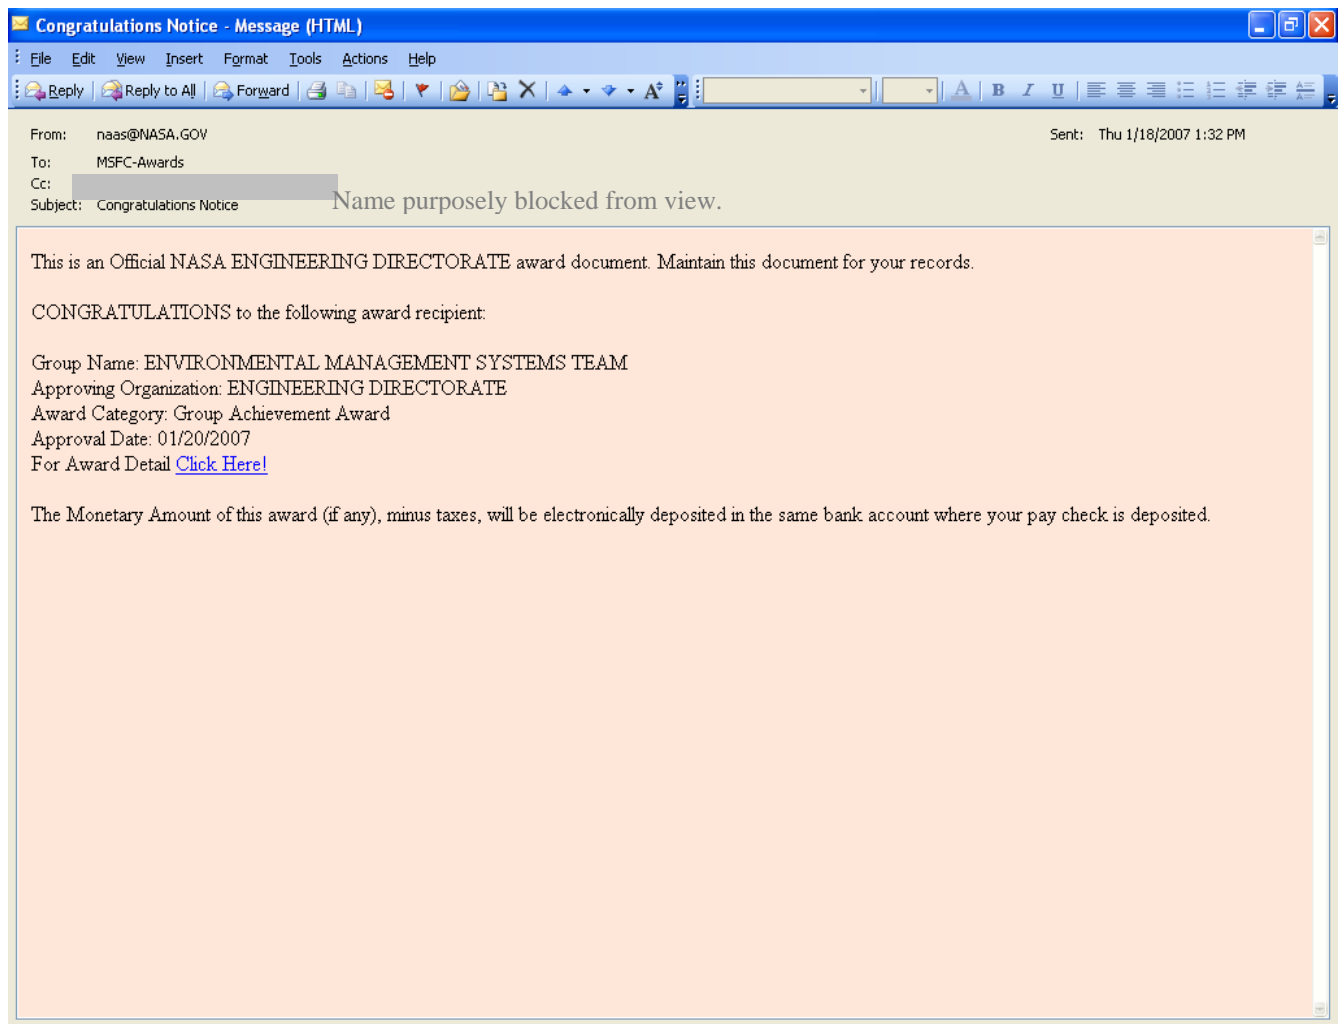 Congratulations Notice - Message (HTML)
File Edit View Insert Format Tools Actions Help
Reply Reply to All Forward A B I U
From: naas@NASA.GOV Sent: Thu 1/18/2007 1:32 PM
To: MSFC-Awards
Cc:
Name purposely blocked from view.
Subject: Congratulations Notice
This is an Official NASA ENGINEERING DIRECTORATE award document. Maintain this document for your records.
CONGRATULATIONS to the following award recipient:
Group Name: ENVIRONMENTAL MANAGEMENT SYSTEMS TEAM
Approving Organization: ENGINEERING DIRECTORATE
Award Category: Group Achievement Award
Approval Date: 01/20/2007
For Award Detail Click Here!
The Monetary Amount of this award (if any), minus taxes, will be electronically deposited in the same bank account where your pay check is deposited.